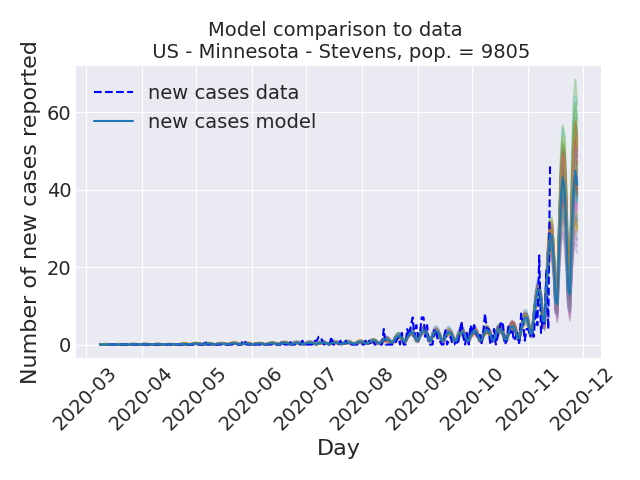 Model comparison to data
US - Minnesota - Stevens, pop. = 9805
Number of new cases reported
60
40
20
0
new cases data
new cases model
2020-03
2020-04
2020-05
2020-06
2020-07
2020-08
2020-09
2020-10
2020-11
2020-12
Day